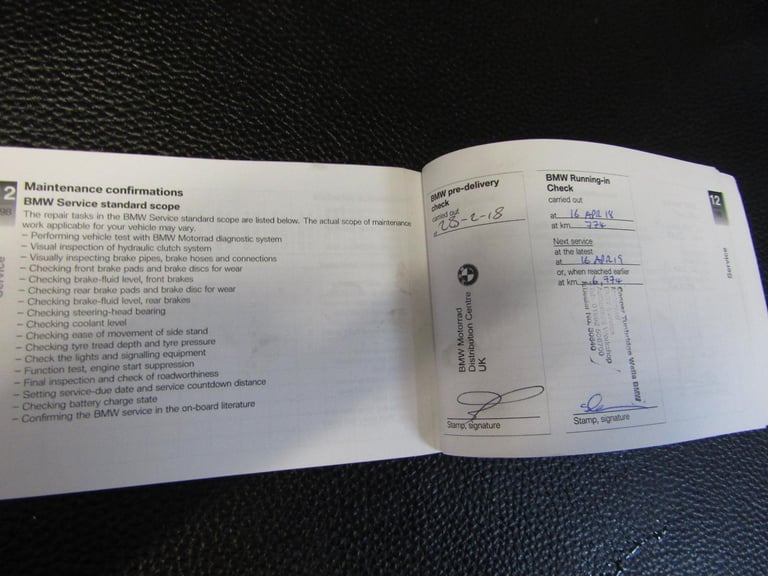 12
98
Service
Maintenance confirmations
BMW Service standard scope
The repair tasks in the BMW Service standard scope are listed below. The actual scope of maintenance
work applicable for your vehicle may vary.
– Performing vehicle test with BMW Motorrad diagnostic system
– Visual inspection of hydraulic clutch system
– Visually inspecting brake pipes, brake hoses and connections
– Checking front brake pads and brake discs for wear
– Checking brake-fluid level, front brakes
– Checking rear brake pads and brake disc for wear
– Checking brake-fluid level, rear brakes
– Checking steering-head bearing
– Checking coolant level
– Checking ease of movement of side stand
– Checking tyre tread depth and tyre pressure
– Check the lights and signalling equipment
– Function test, engine start suppression
– Final inspection and check of roadworthiness
– Setting service-due date and service countdown distance
– Checking battery charge state
– Confirming the BMW service in the on-board literature
BMW pre-delivery
check
carried out
28-2-18
BMW
BMW Motorrad
Distribution Centre
UK
Stamp, signature
BMW Running-in
Check
carried out
at 16 APR 18
at km 774
Next service
at the latest
at 16 APR 19
or, when reached earlier
at km 6,774
Stamp, signature
12
Service